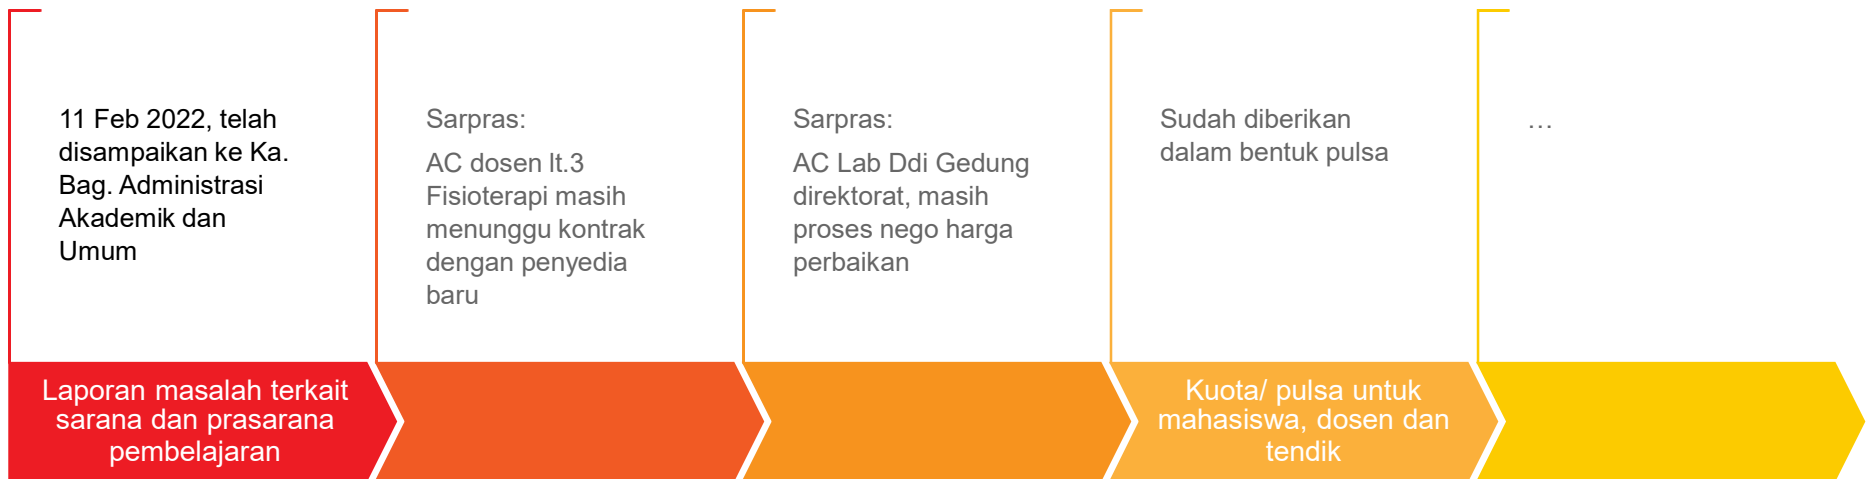 11 Feb 2022, telah
disampaikan ke Ka.
Bag. Administrasi
Akademik dan
Umum
Sarpras:
AC dosen lt.3
Fisioterapi masih
menunggu kontrak
dengan penyedia
baru
Sarpras:
AC Lab Ddi Gedung
direktorat, masih
proses nego harga
perbaikan
Sudah diberikan
dalam bentuk pulsa
…
Laporan masalah terkait
sarana dan prasarana
pembelajaran
Kuota/ pulsa untuk
mahasiswa, dosen dan
tendik